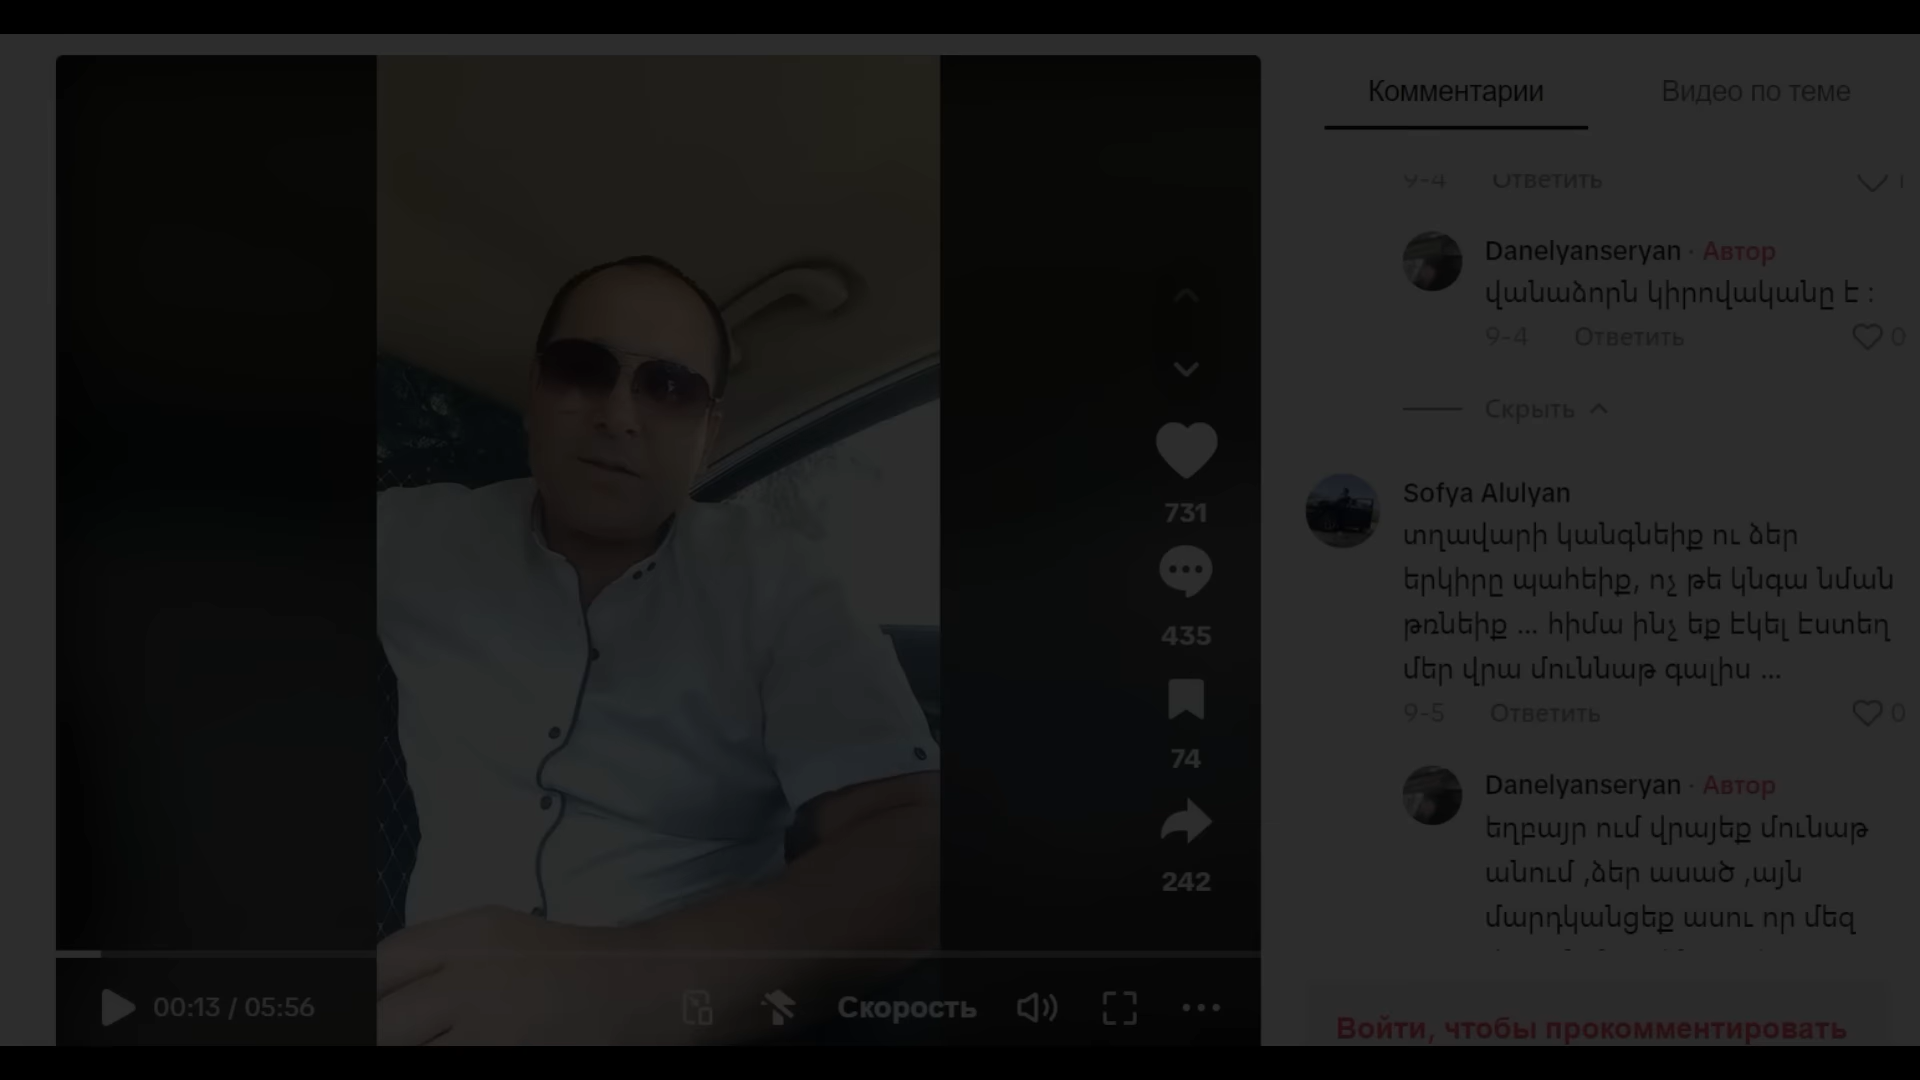 Комментарии
Видео по теме
9-4 Ответить 1
Danelyanseryan · Автор
վանաձորն կիրովականը է :
9-4 Ответить 0
Скрыть
Sofya Alulyan
տղավարի կանգնեիք ու ձեր
երկիրը պահեիք, ոչ թե կնգա նման
թռնեիք ... հիմա ինչ եք էկել էստեղ
մեր վրա մուննաթ գալիս ...
9-5 Ответить 0
Danelyanseryan · Автор
եղբայր ում վրայեք մունաթ
անում ,ձեր ասած ,այն
մարդկանցեք ասու որ մեզ
Войти, чтобы прокомментировать
731
435
74
242
00:13 / 05:56
Скорость